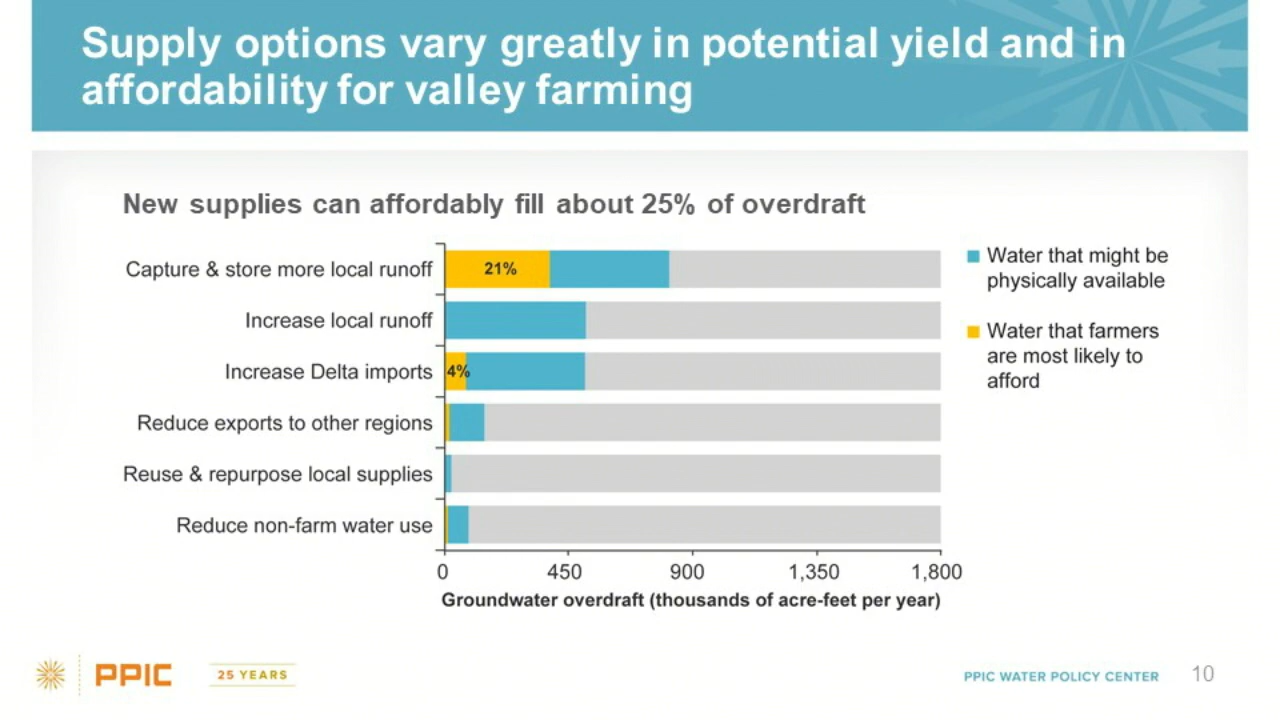 Supply options vary greatly in potential yield and in
affordability for valley farming
New supplies can affordably fill about 25% of overdraft
Capture & store more local runoff
21%
Increase local runoff
Increase Delta imports
4%
Reduce exports to other regions
Reuse & repurpose local supplies
Reduce non-farm water use
0 450 900 1,350 1,800
Groundwater overdraft (thousands of acre-feet per year)
Water that might be
physically available
Water that farmers
are most likely to
afford
PPIC
25 YEARS
PPIC WATER POLICY CENTER
10